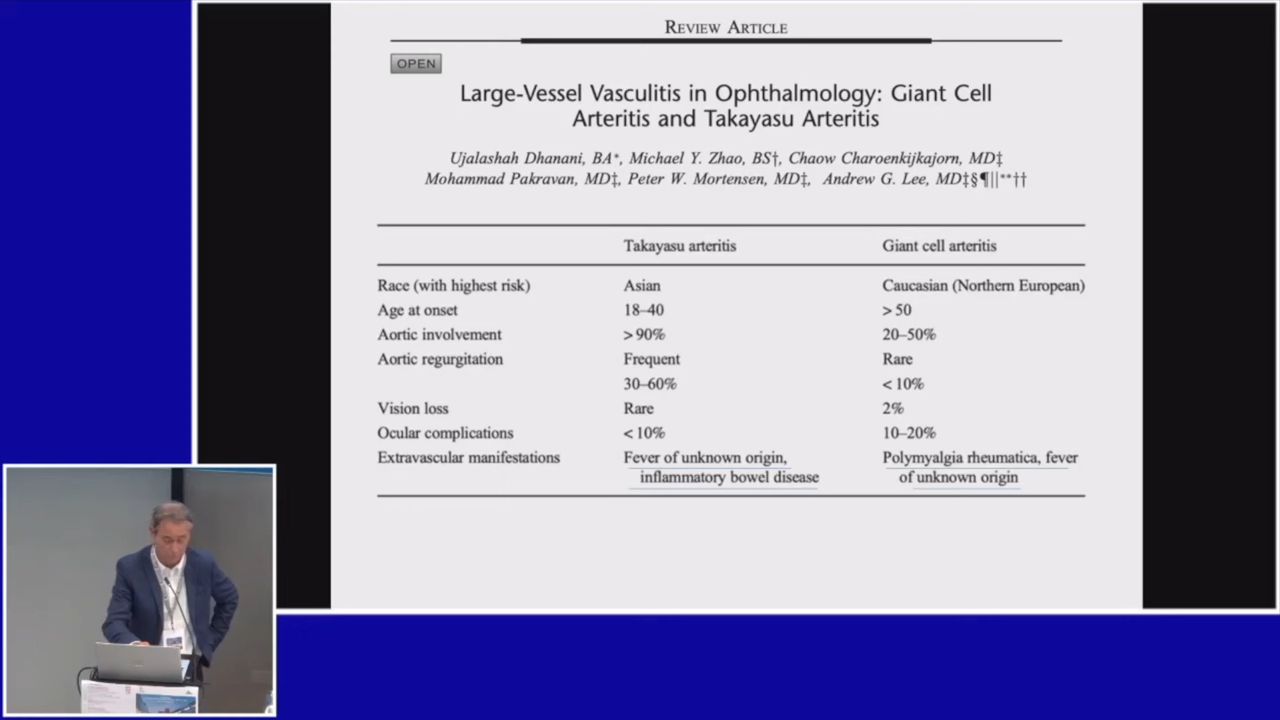 REVIEW ARTICLE
OPEN
Large-Vessel Vasculitis in Ophthalmology: Giant Cell
Arteritis and Takayasu Arteritis
Ujalashah Dhanani, BA*, Michael Y. Zhao, BS†, Chaow Charoenkijkajorn, MD‡
Mohammad Pakravan, MD‡, Peter W. Mortensen, MD‡, Andrew G. Lee, MD‡§¶||**††
Takayasu arteritis Giant cell arteritis
Race (with highest risk) Asian Caucasian (Northern European)
Age at onset 18–40 > 50
Aortic involvement > 90% 20–50%
Aortic regurgitation Frequent Rare
30–60% < 10%
Vision loss Rare 2%
Ocular complications < 10% 10–20%
Extravascular manifestations Fever of unknown origin, Polymyalgia rheumatica, fever
inflammatory bowel disease of unknown origin